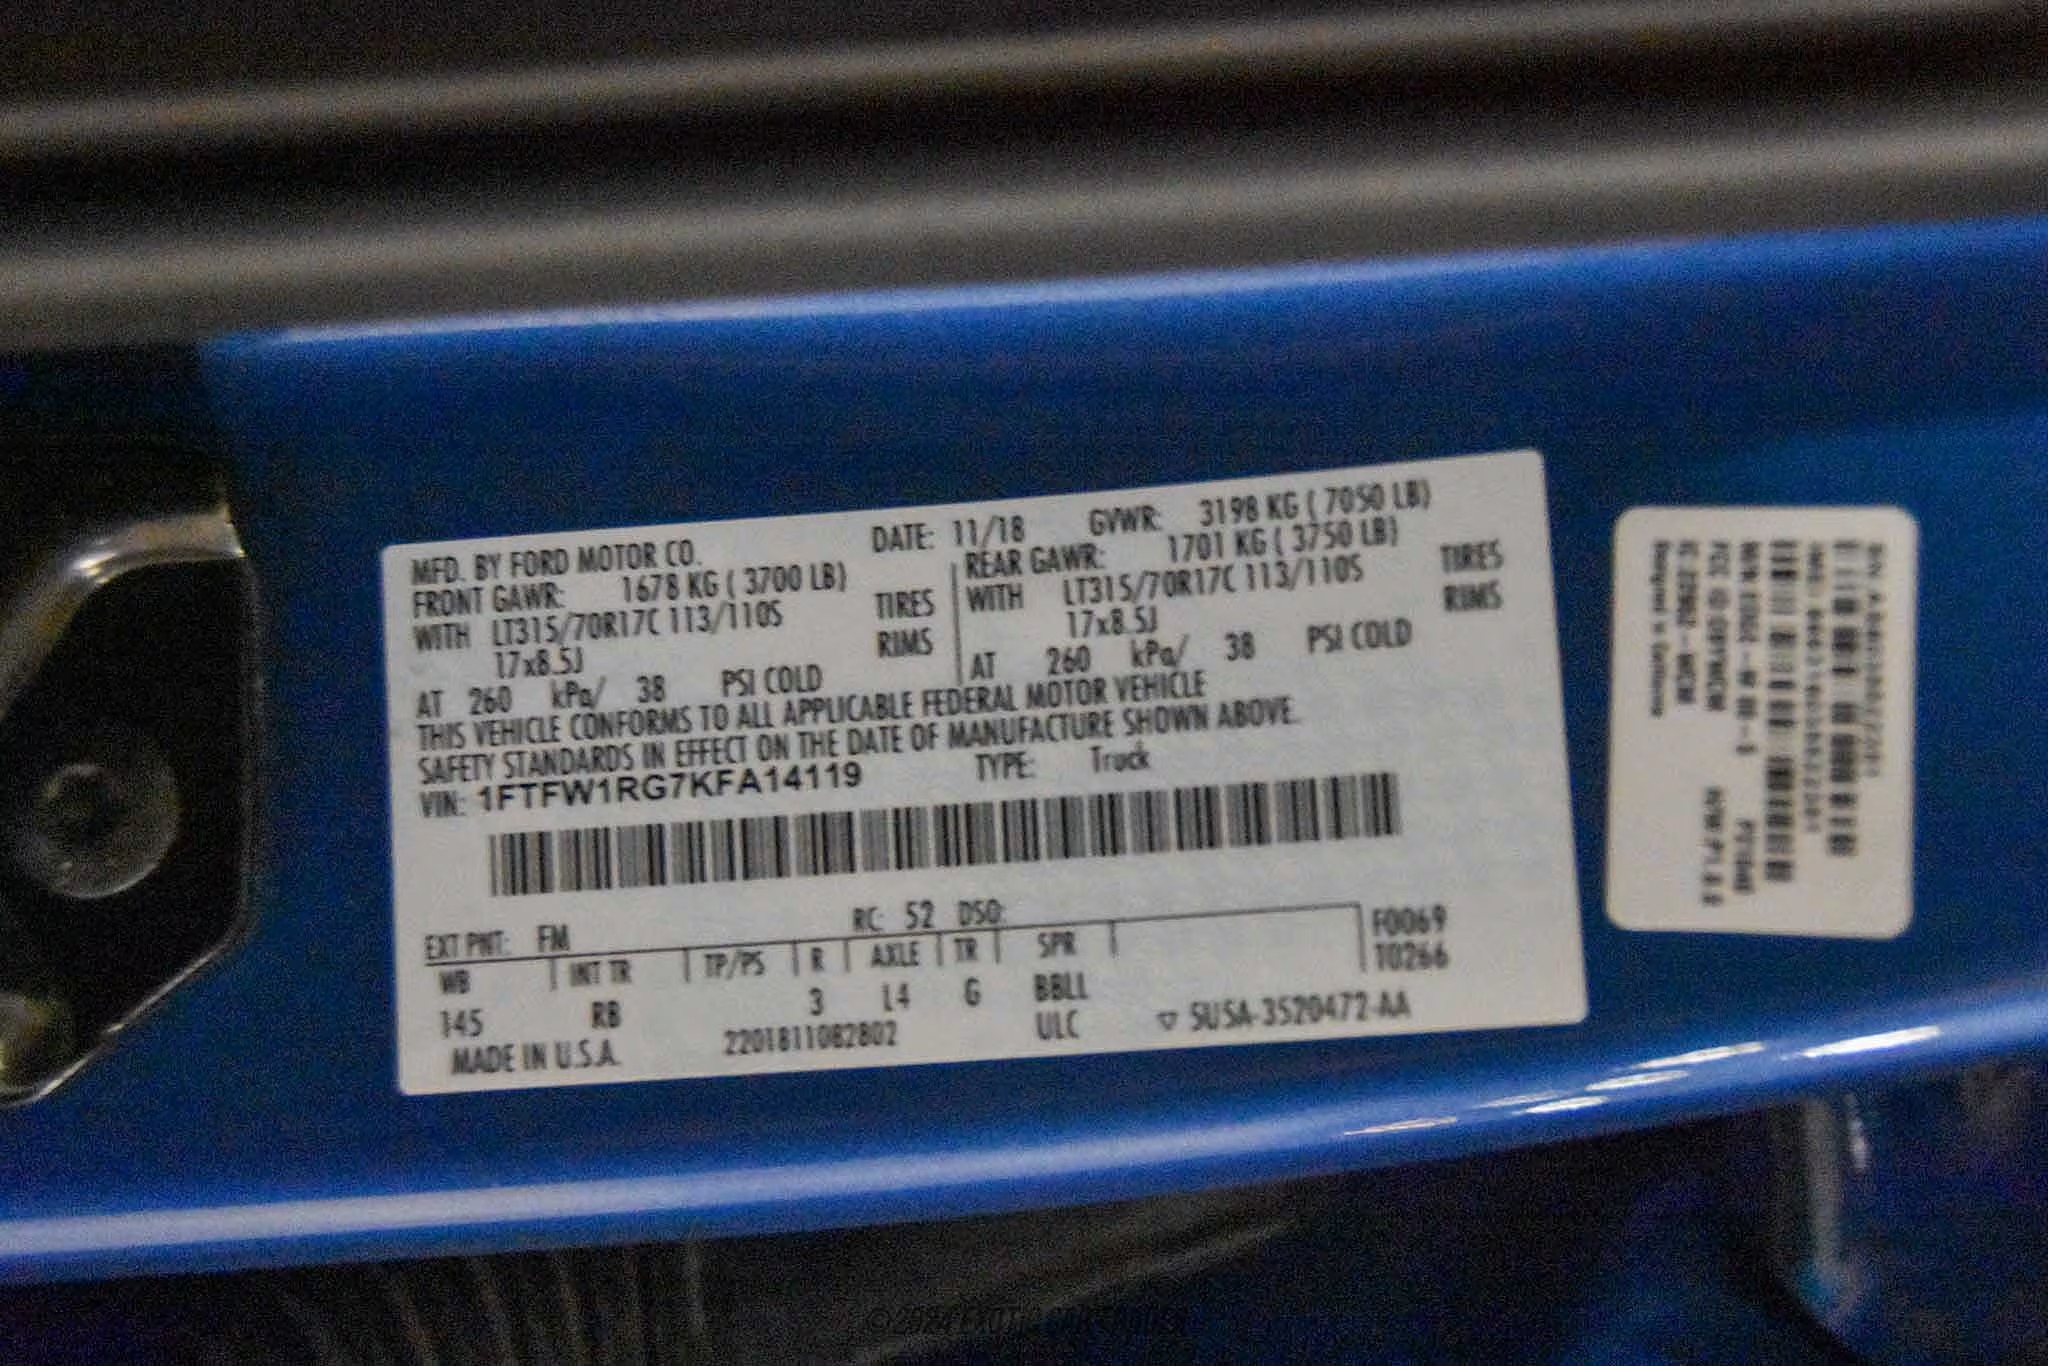 MFD. BY FORD MOTOR CO. DATE: 11/18 GVWR: 3198 KG ( 7050 LB)
FRONT GAWR: 1678 KG ( 3700 LB) REAR GAWR: 1701 KG ( 3750 LB)
WITH LT315/70R17C 113/110S TIRES WITH LT315/70R17C 113/110S TIRES
17x8.5J RIMS 17x8.5J RIMS
AT 260 kPa/ 38 PSI COLD AT 260 kPa/ 38 PSI COLD
THIS VEHICLE CONFORMS TO ALL APPLICABLE FEDERAL MOTOR VEHICLE
SAFETY STANDARDS IN EFFECT ON THE DATE OF MANUFACTURE SHOWN ABOVE.
VIN: 1FTFW1RG7KFA14119 TYPE: Truck
EXT PNT: FM RC: 52 DSO: F0069
WB INT TR TP/PS R AXLE TR SPR T0266
145 RB 3 L4 G BBLL
MADE IN U.S.A. 2201811082802 ULC ▽ SUSA-3520472-AA
Designed in California